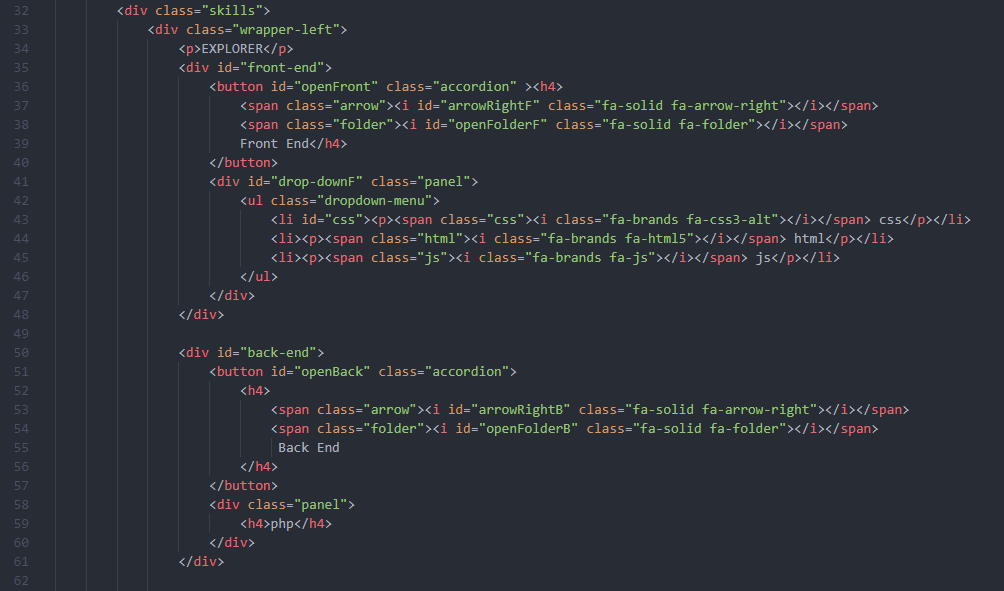 32 <div class="skills">
33 <div class="wrapper-left">
34 <p>EXPLORER</p>
35 <div id="front-end">
36 <button id="openFront" class="accordion" ><h4>
37 <span class="arrow"><i id="arrowRightF" class="fa-solid fa-arrow-right"></i></span>
38 <span class="folder"><i id="openFolderF" class="fa-solid fa-folder"></i></span>
39 Front End</h4>
40 </button>
41 <div id="drop-downF" class="panel">
42 <ul class="dropdown-menu">
43 <li id="css"><p><span class="css"><i class="fa-brands fa-css3-alt"></i></span> css</p></li>
44 <li><p><span class="html"><i class="fa-brands fa-html5"></i></span> html</p></li>
45 <li><p><span class="js"><i class="fa-brands fa-js"></i></span> js</p></li>
46 </ul>
47 </div>
48 </div>
49
50 <div id="back-end">
51 <button id="openBack" class="accordion">
52 <h4>
53 <span class="arrow"><i id="arrowRightB" class="fa-solid fa-arrow-right"></i></span>
54 <span class="folder"><i id="openFolderB" class="fa-solid fa-folder"></i></span>
55 Back End
56 </h4>
57 </button>
58 <div class="panel">
59 <h4>php</h4>
60 </div>
61 </div>
62